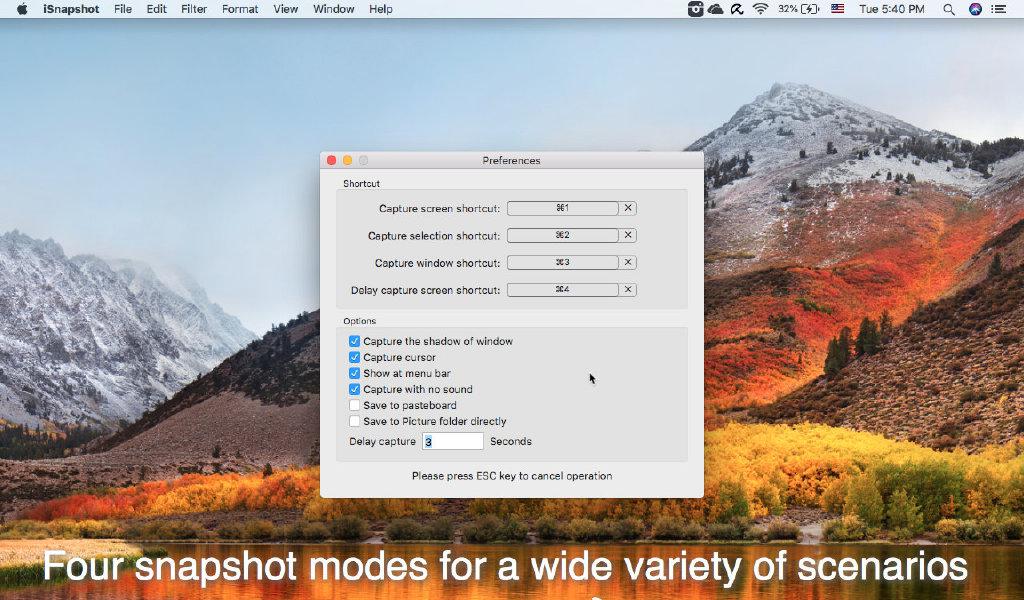 iSnapshot File Edit Filter Format View Window Help 32% Tue 5:40 PM
Preferences
Shortcut
Capture screen shortcut: ⌘1 ✕
Capture selection shortcut: ⌘2 ✕
Capture window shortcut: ⌘3 ✕
Delay capture screen shortcut: ⌘4 ✕
Options
Capture the shadow of window
Capture cursor
Show at menu bar
Capture with no sound
Save to pasteboard
Save to Picture folder directly
Delay capture 3 Seconds
Please press ESC key to cancel operation
Four snapshot modes for a wide variety of scenarios